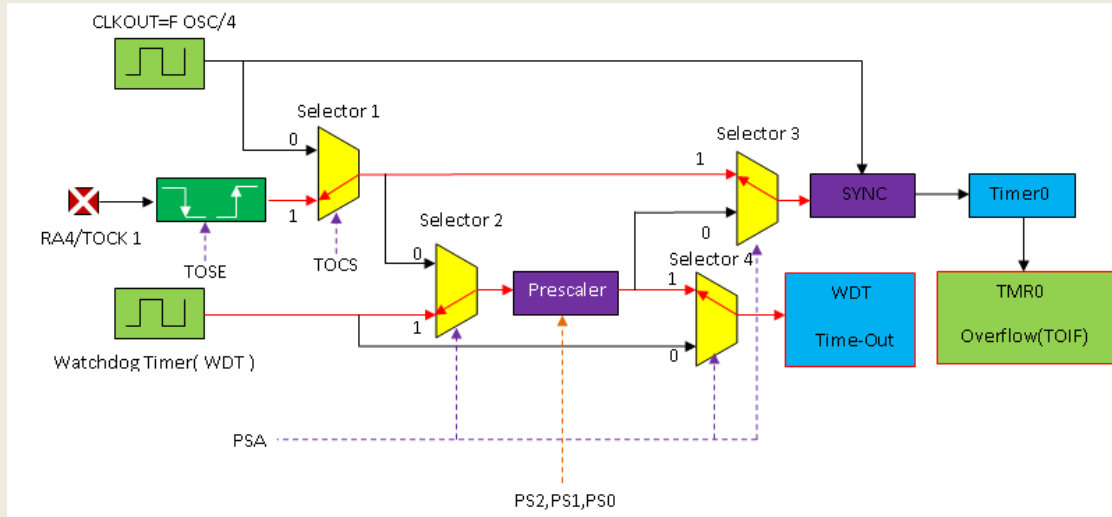 CLKOUT=F OSC/4
Selector 1
0
Selector 3
1
SYNC
Timer0
1
RA4/TOCK 1
TOSE
TOCS
Selector 2
0
0
Selector 4
Prescaler
1
WDT
Time-Out
TMR0
Overflow(TOIF)
1
0
Watchdog Timer( WDT )
PSA
PS2,PS1,PS0